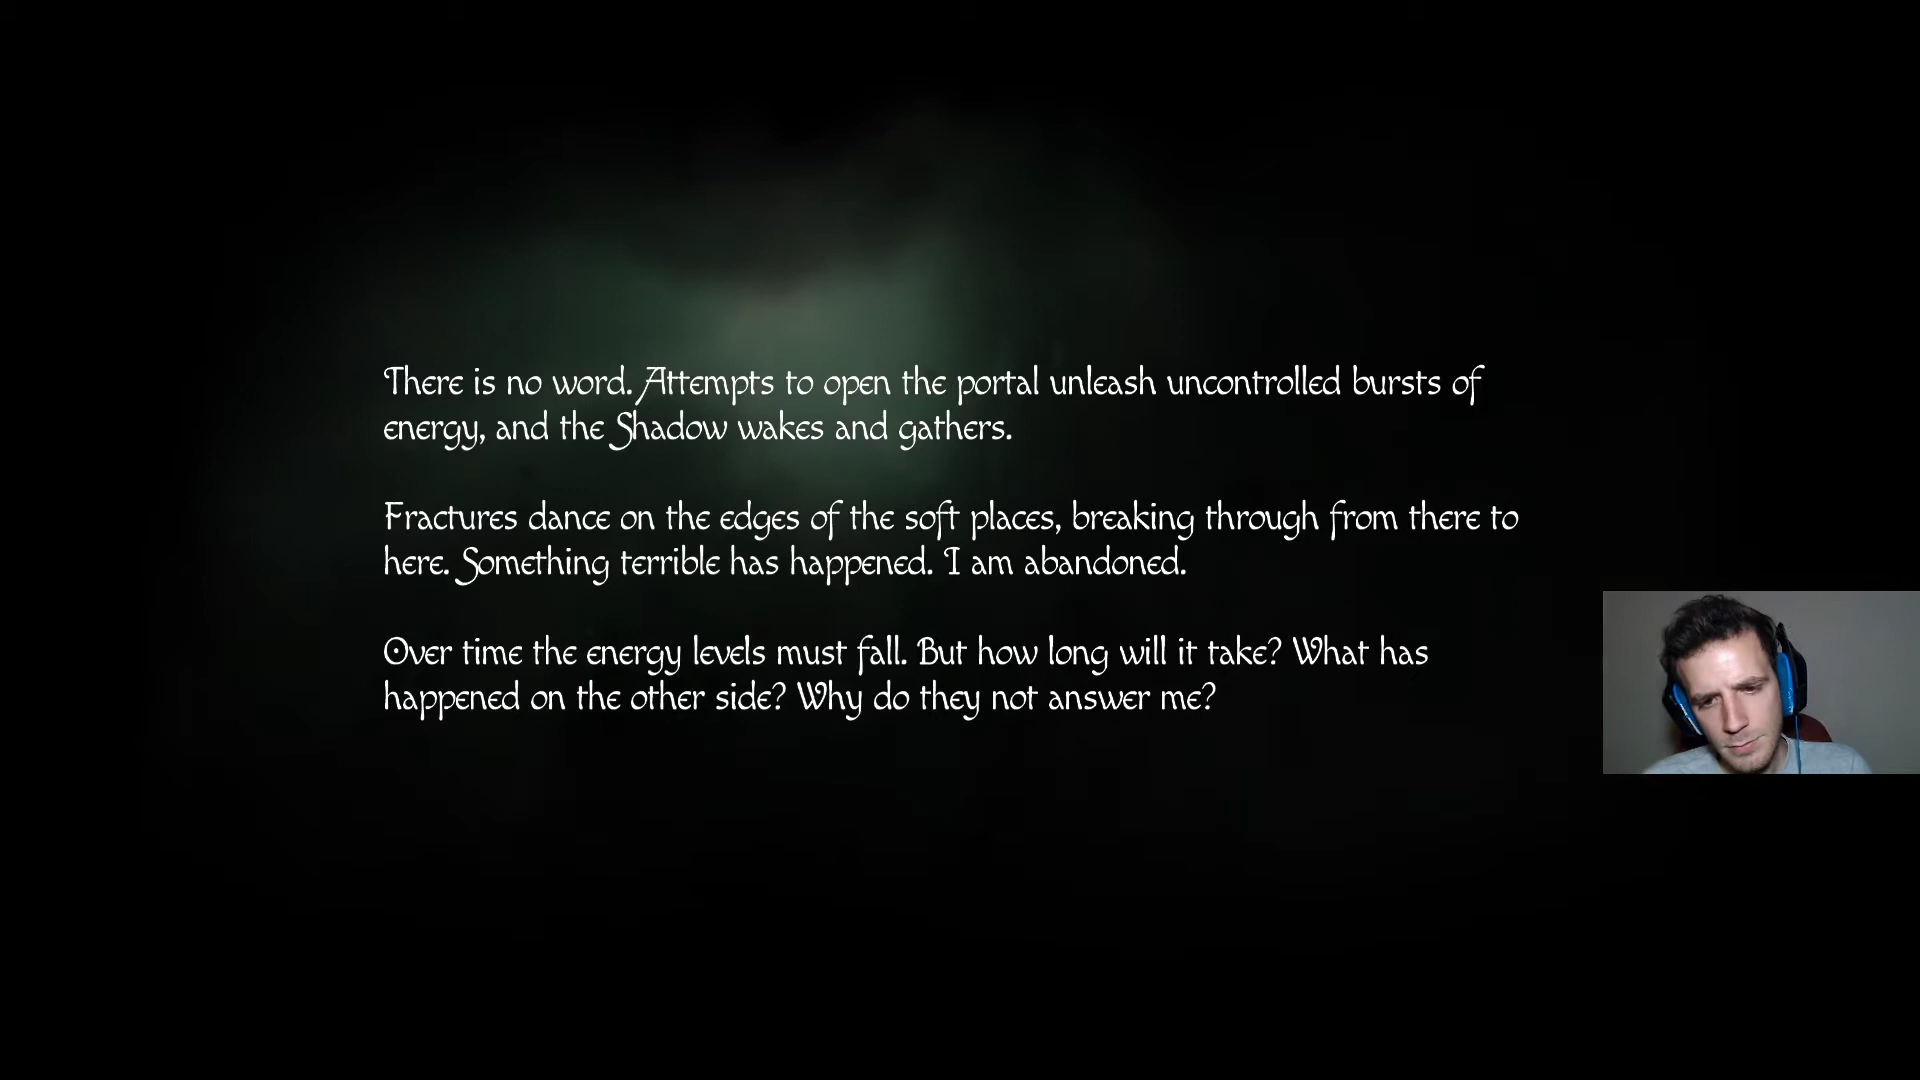 There is no word. Attempts to open the portal unleash uncontrolled bursts of
energy, and the Shadow wakes and gathers.
Fractures dance on the edges of the soft places, breaking through from there to
here. Something terrible has happened. I am abandoned.
Over time the energy levels must fall. But how long will it take? What has
happened on the other side? Why do they not answer me?